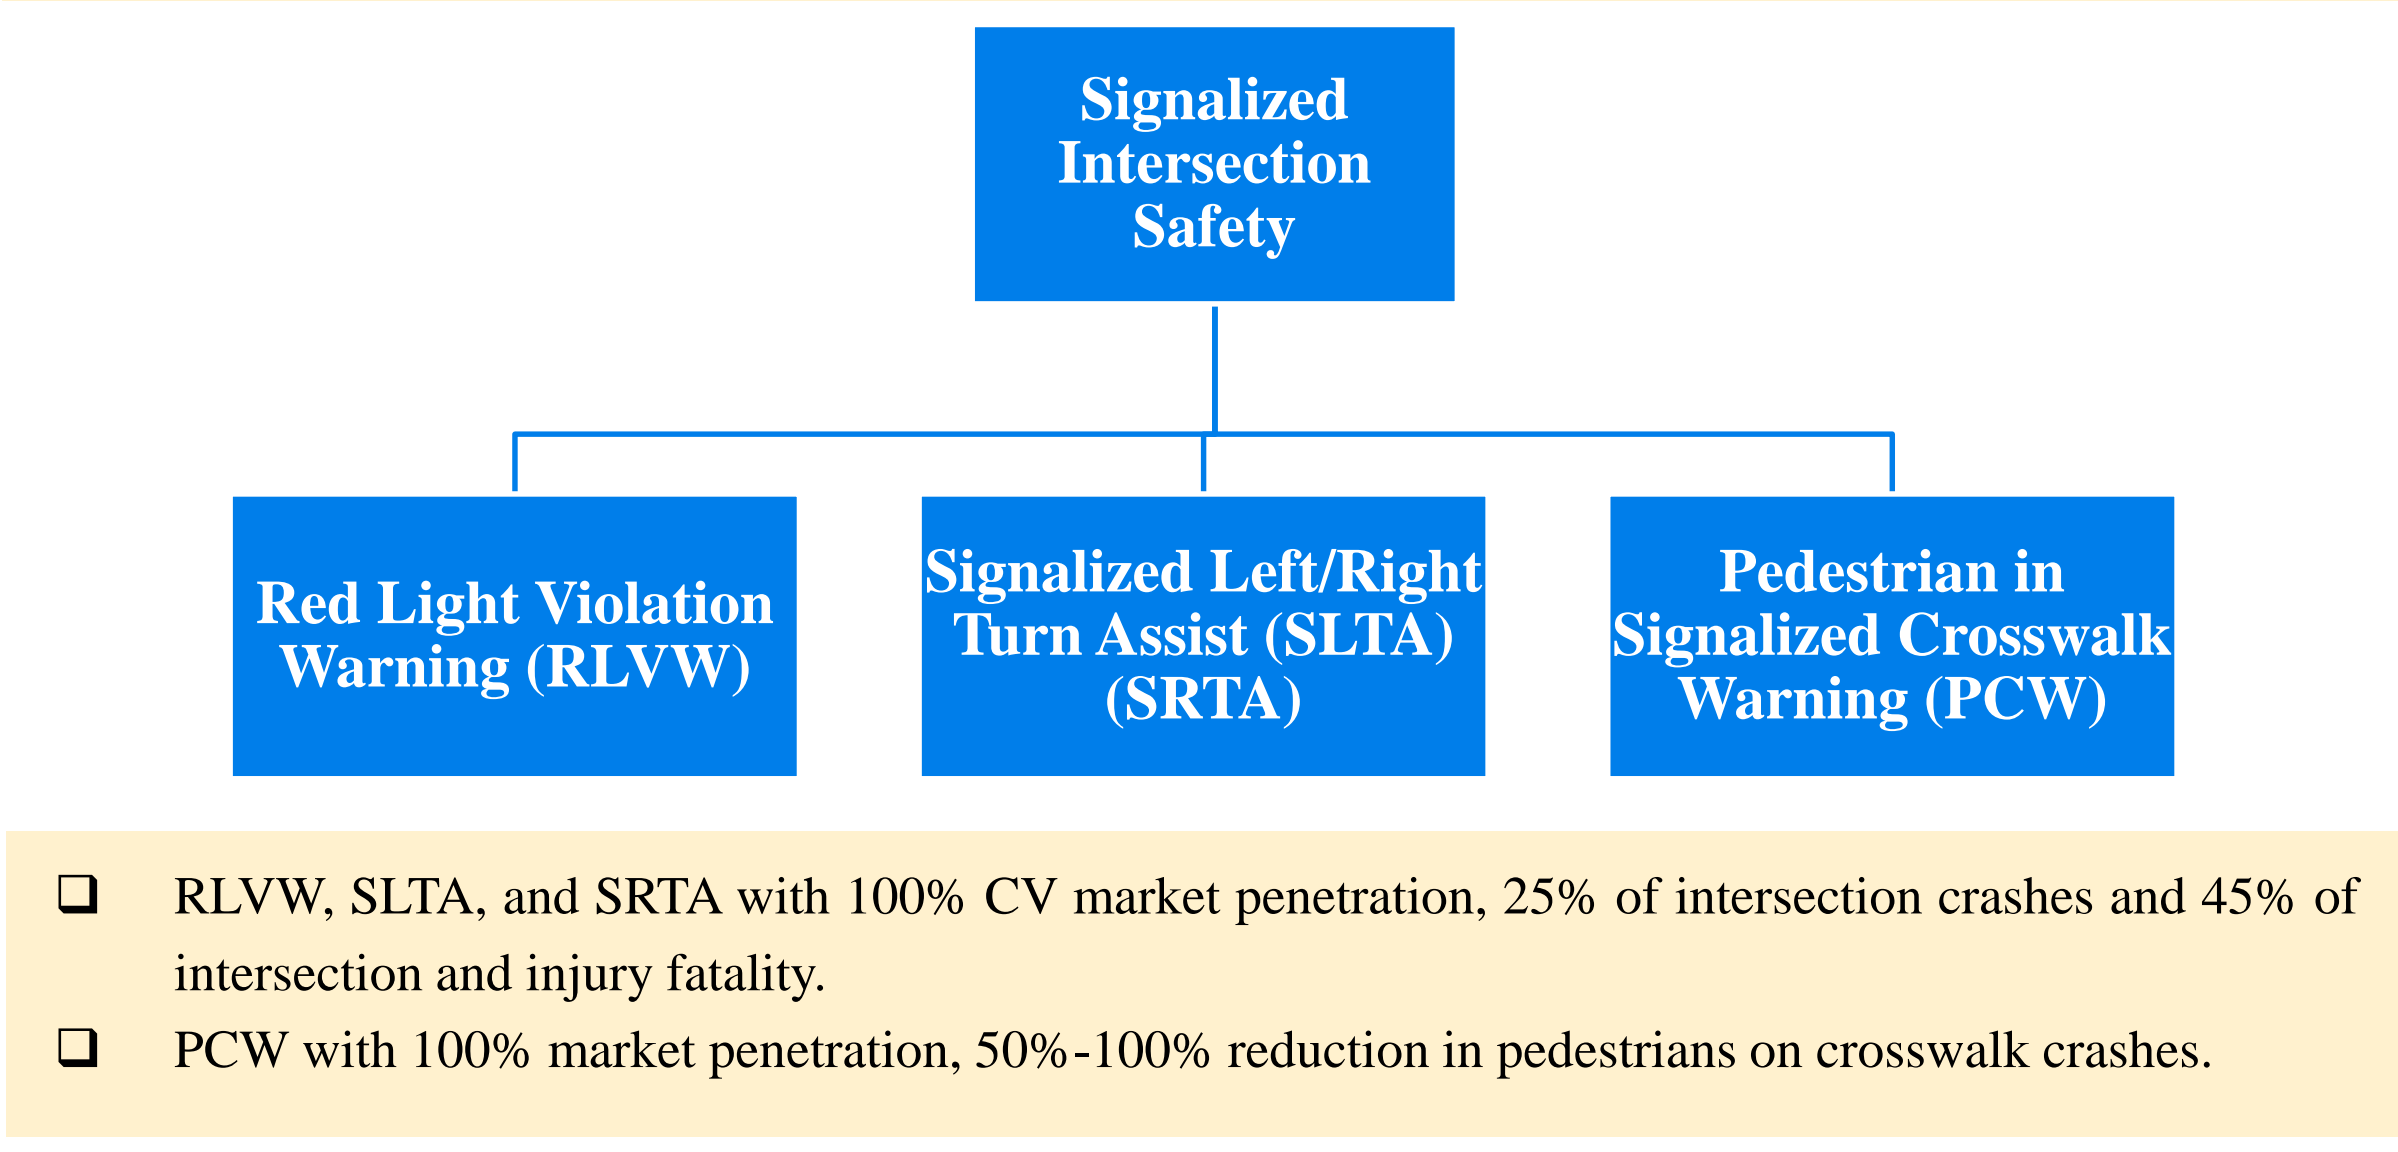 Signalized
Intersection
Safety
Red Light Violation
Warning (RLVW)
Signalized Left/Right
Turn Assist (SLTA)
(SRTA)
Pedestrian in
Signalized Crosswalk
Warning (PCW)
❑ RLVW, SLTA, and SRTA with 100% CV market penetration, 25% of intersection crashes and 45% of
intersection and injury fatality.
❑ PCW with 100% market penetration, 50%-100% reduction in pedestrians on crosswalk crashes.